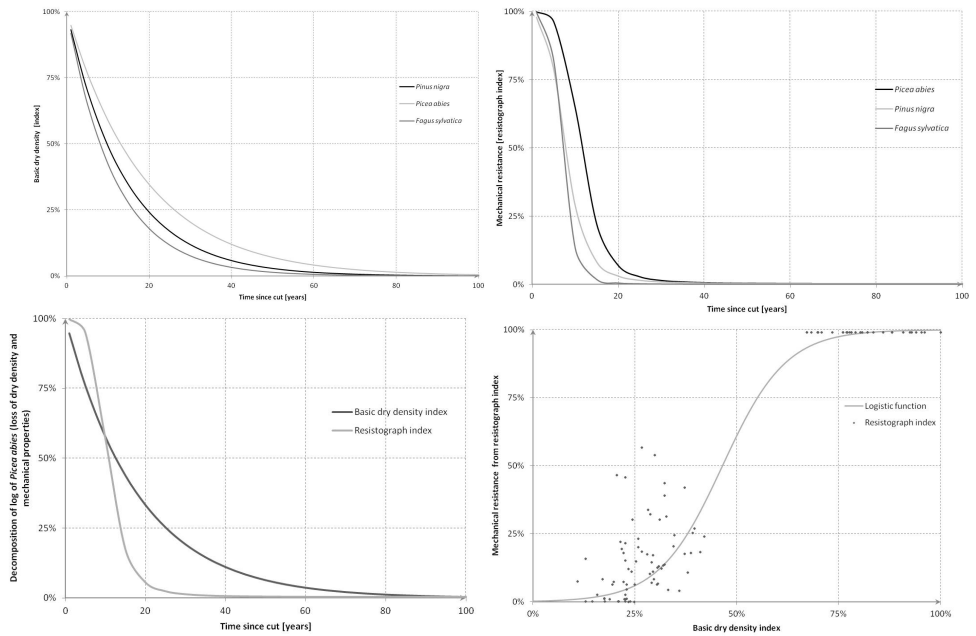 100%
75%
50%
25%
0%
Basic dry density [index]
Pinus nigra
Picea abies
Fagus sylvatica
0 20 40 60 80 100
Time since cut [years]
100%
75%
50%
25%
0%
Mechanical resistance [resistograph index]
Picea abies
Pinus nigra
Fagus sylvatica
0 20 40 60 80 100
Time since cut [years]
100%
75%
50%
25%
0%
Decomposition of log of Picea abies (loss of dry density and
mechanical properties)
Basic dry density index
Resistograph index
0 20 40 60 80 100
Time since cut [years]
100%
75%
50%
25%
0%
Mechanical resistance from resistograph index
Logistic function
Resistograph index
0% 25% 50% 75% 100%
Basic dry density index